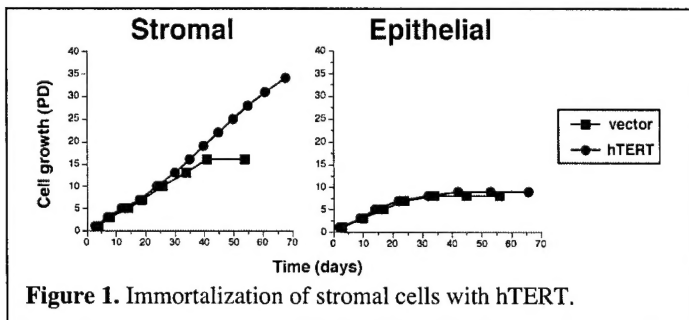 Stromal
Epithelial
Cell growth (PD)
40
35
30
25
20
15
10
5
0
0 10 20 30 40 50 60 70
40
35
30
25
20
15
10
5
0
0 10 20 30 40 50 60 70
vector
hTERT
Time (days)
Figure 1. Immortalization of stromal cells with hTERT.